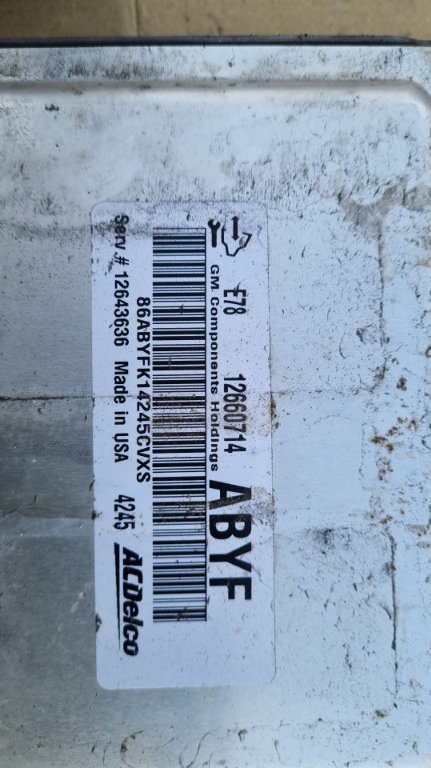 E78 12660714 ABYF
GM Components Holdings
86ABYFK14245CVXS
Serv.# 12643636 Made in USA 4245 ACDelco